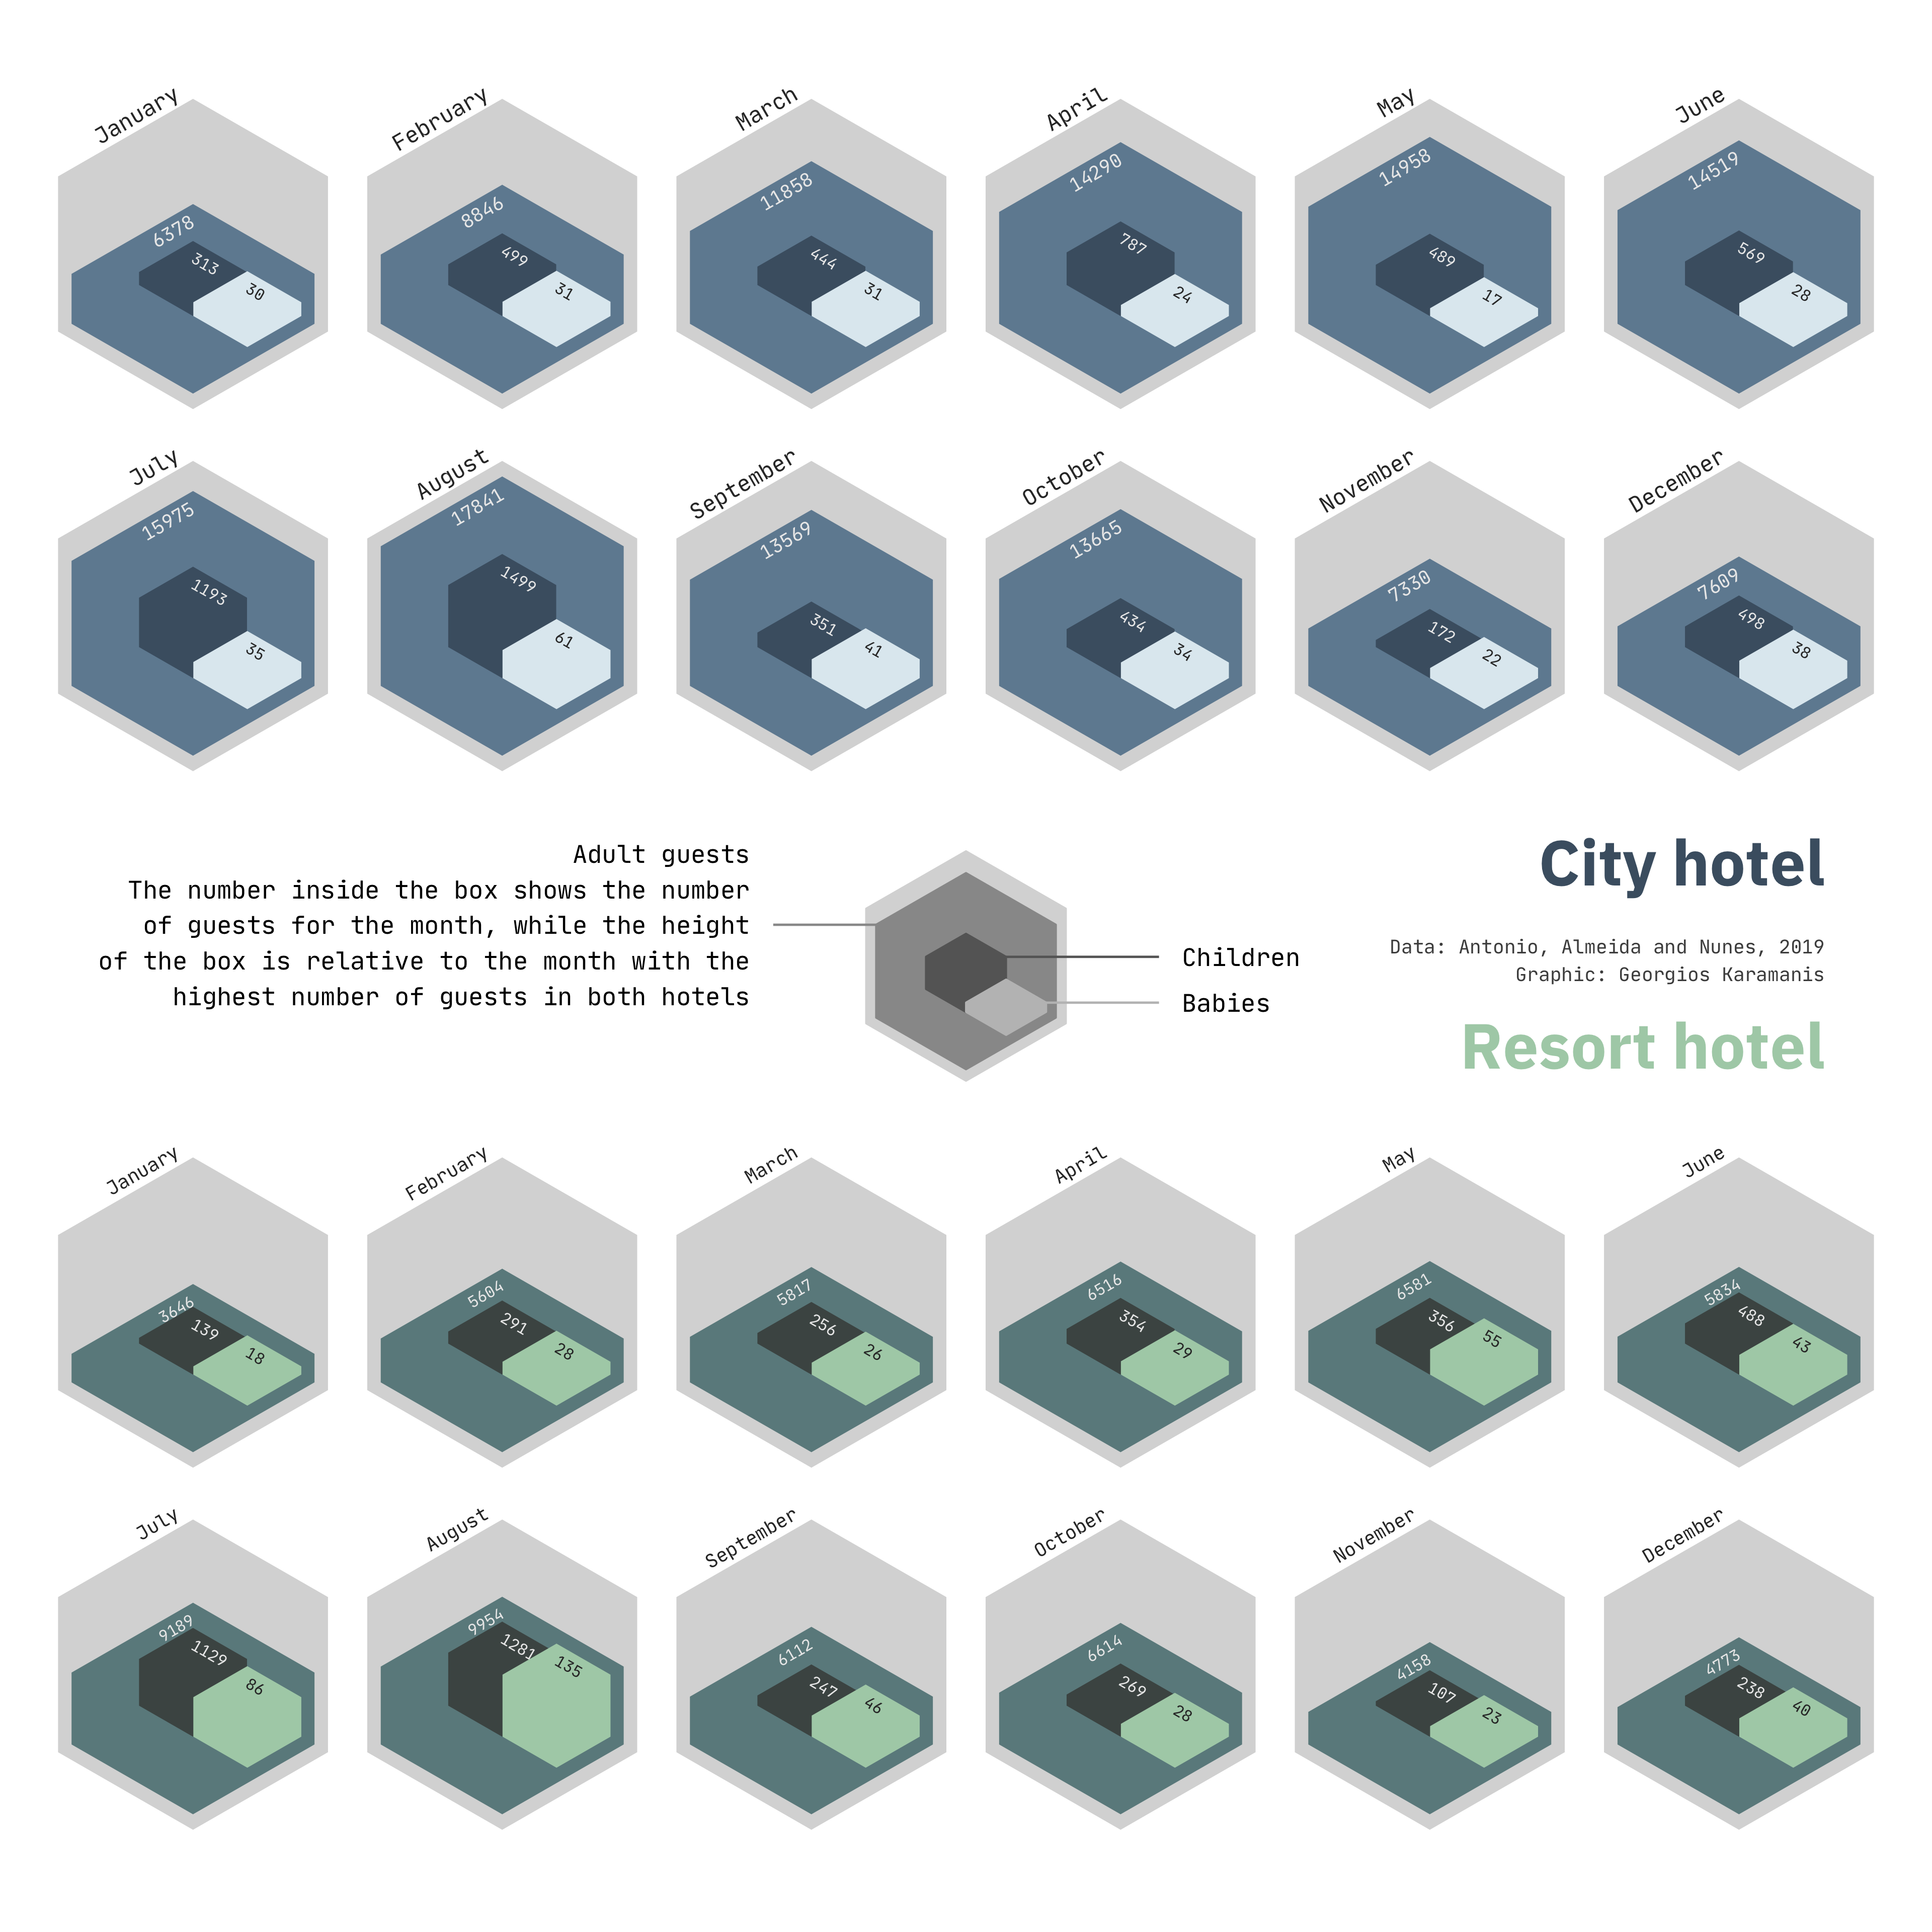 January
February
March
April
May
June
6378
313
30
8846
499
31
11858
444
31
14290
787
24
14958
489
17
14519
569
28
July
August
September
October
November
December
15975
1193
35
17841
1499
61
13569
351
41
13665
434
34
7330
172
22
7609
498
38
Adult guests
The number inside the box shows the number
of guests for the month, while the height
of the box is relative to the month with the
highest number of guests in both hotels
Children
Babies
City hotel
Data: Antonio, Almeida and Nunes, 2019
Graphic: Georgios Karamanis
Resort hotel
January
February
March
April
May
June
3646
139
18
5604
291
28
5817
256
26
6516
354
29
6581
356
55
5834
488
43
July
August
September
October
November
December
9189
1129
86
9954
1281
135
6112
247
46
6614
269
28
4158
107
23
4773
238
40